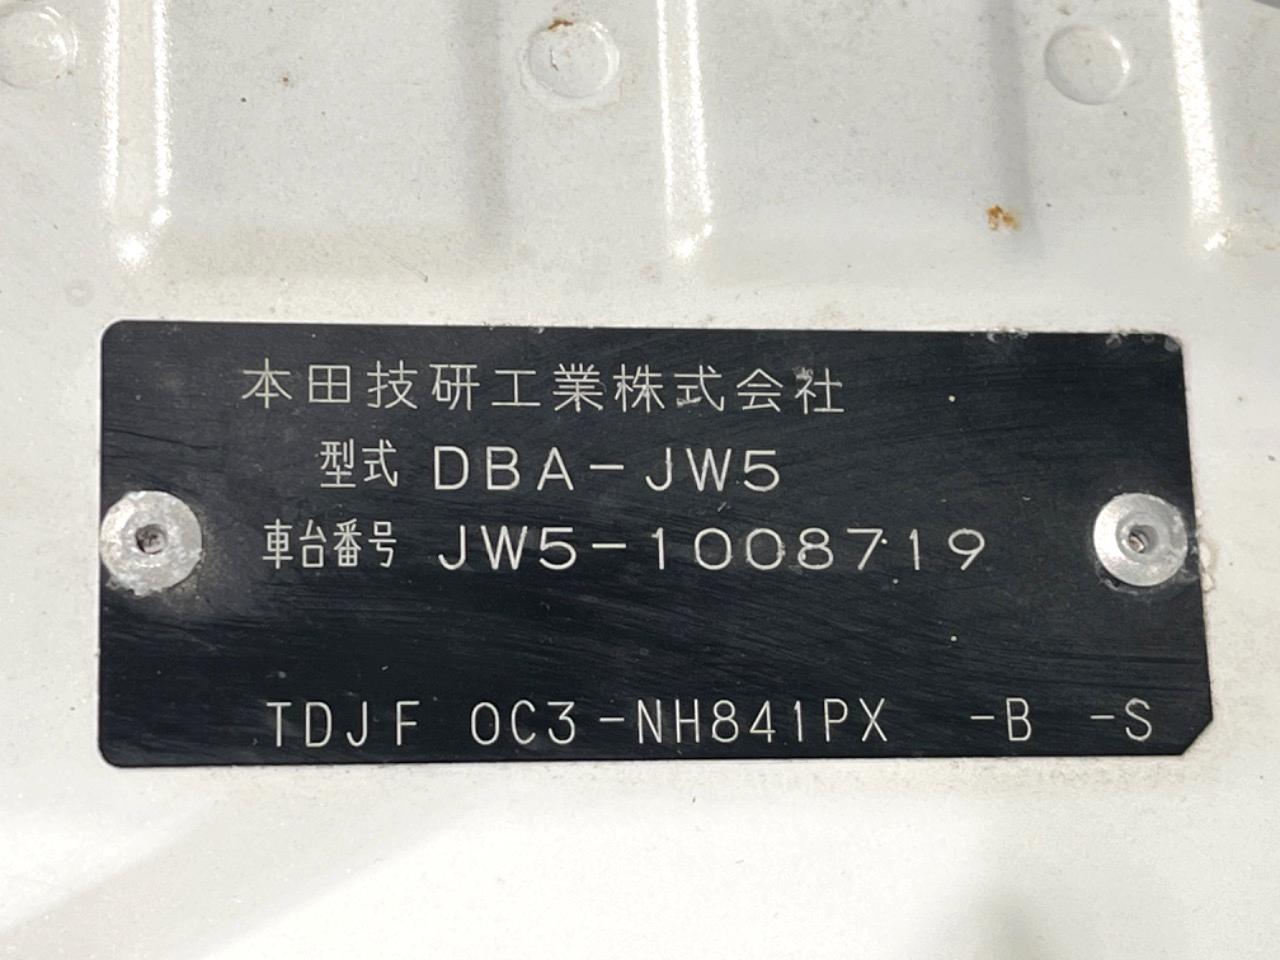 本田技研工業株式会社
型式 DBA-JW5
車台番号 JW5-1008719
TDJF 0C3-NH841PX -B -S